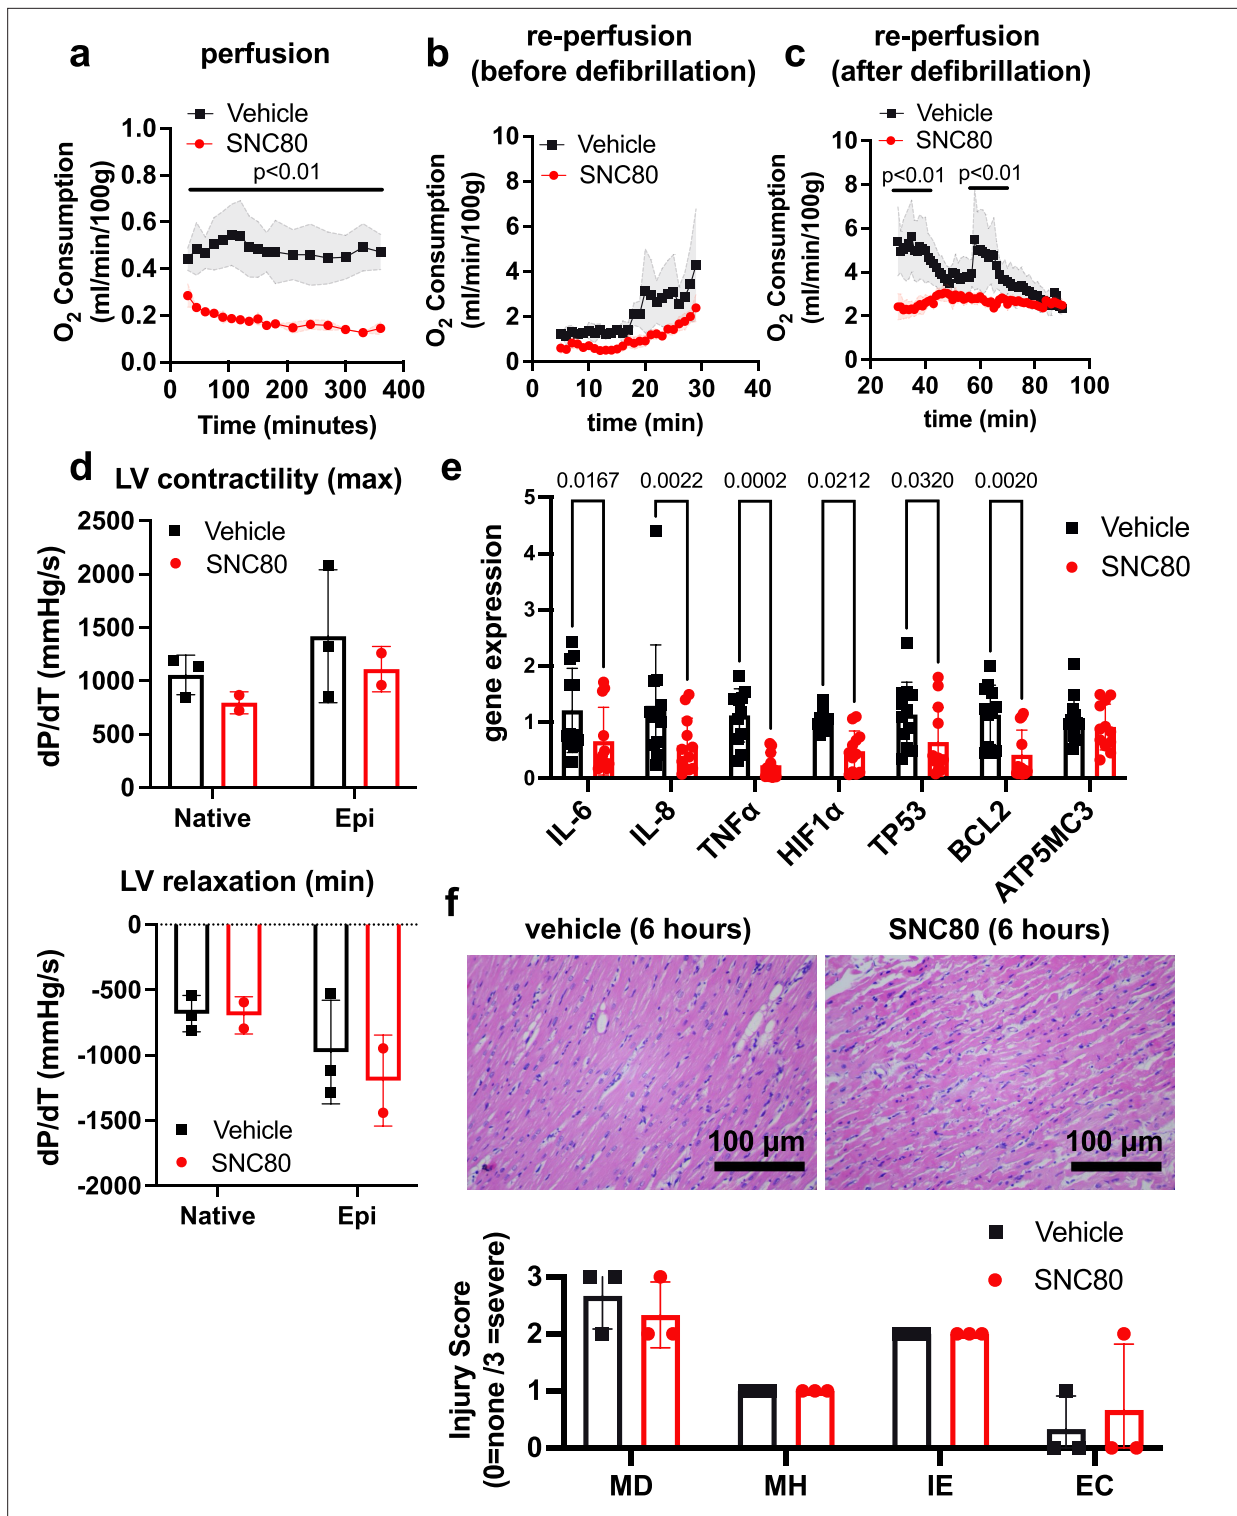 a
perfusion
Vehicle
SNC80
p<0.01
O2 Consumption
(ml/min/100g)
1.0
0.8
0.6
0.4
0.2
0.0
0 100 200 300 400
Time (minutes)
b
re-perfusion
(before defibrillation)
Vehicle
SNC80
O2 Consumption
(ml/min/100g)
10
8
6
4
2
0
0 10 20 30 40
time (min)
c
re-perfusion
(after defibrillation)
Vehicle
SNC80
p<0.01 p<0.01
O2 Consumption
(ml/min/100g)
10
8
6
4
2
0
20 40 60 80 100
time (min)
d
LV contractility (max)
Vehicle
SNC80
dP/dT (mmHg/s)
2500
2000
1500
1000
500
0
Native Epi
LV relaxation (min)
dP/dT (mmHg/s)
0
-500
-1000
-1500
-2000
Vehicle
SNC80
Native Epi
e
0.0167 0.0022 0.0002 0.0212 0.0320 0.0020
Vehicle
SNC80
gene expression
5
4
3
2
1
0
IL-6 IL-8 TNFα HIF1α TP53 BCL2 ATP5MC3
f
vehicle (6 hours) SNC80 (6 hours)
100 μm 100 μm
Vehicle
SNC80
Injury Score
(0=none /3 =severe)
3
2
1
0
MD MH IE EC